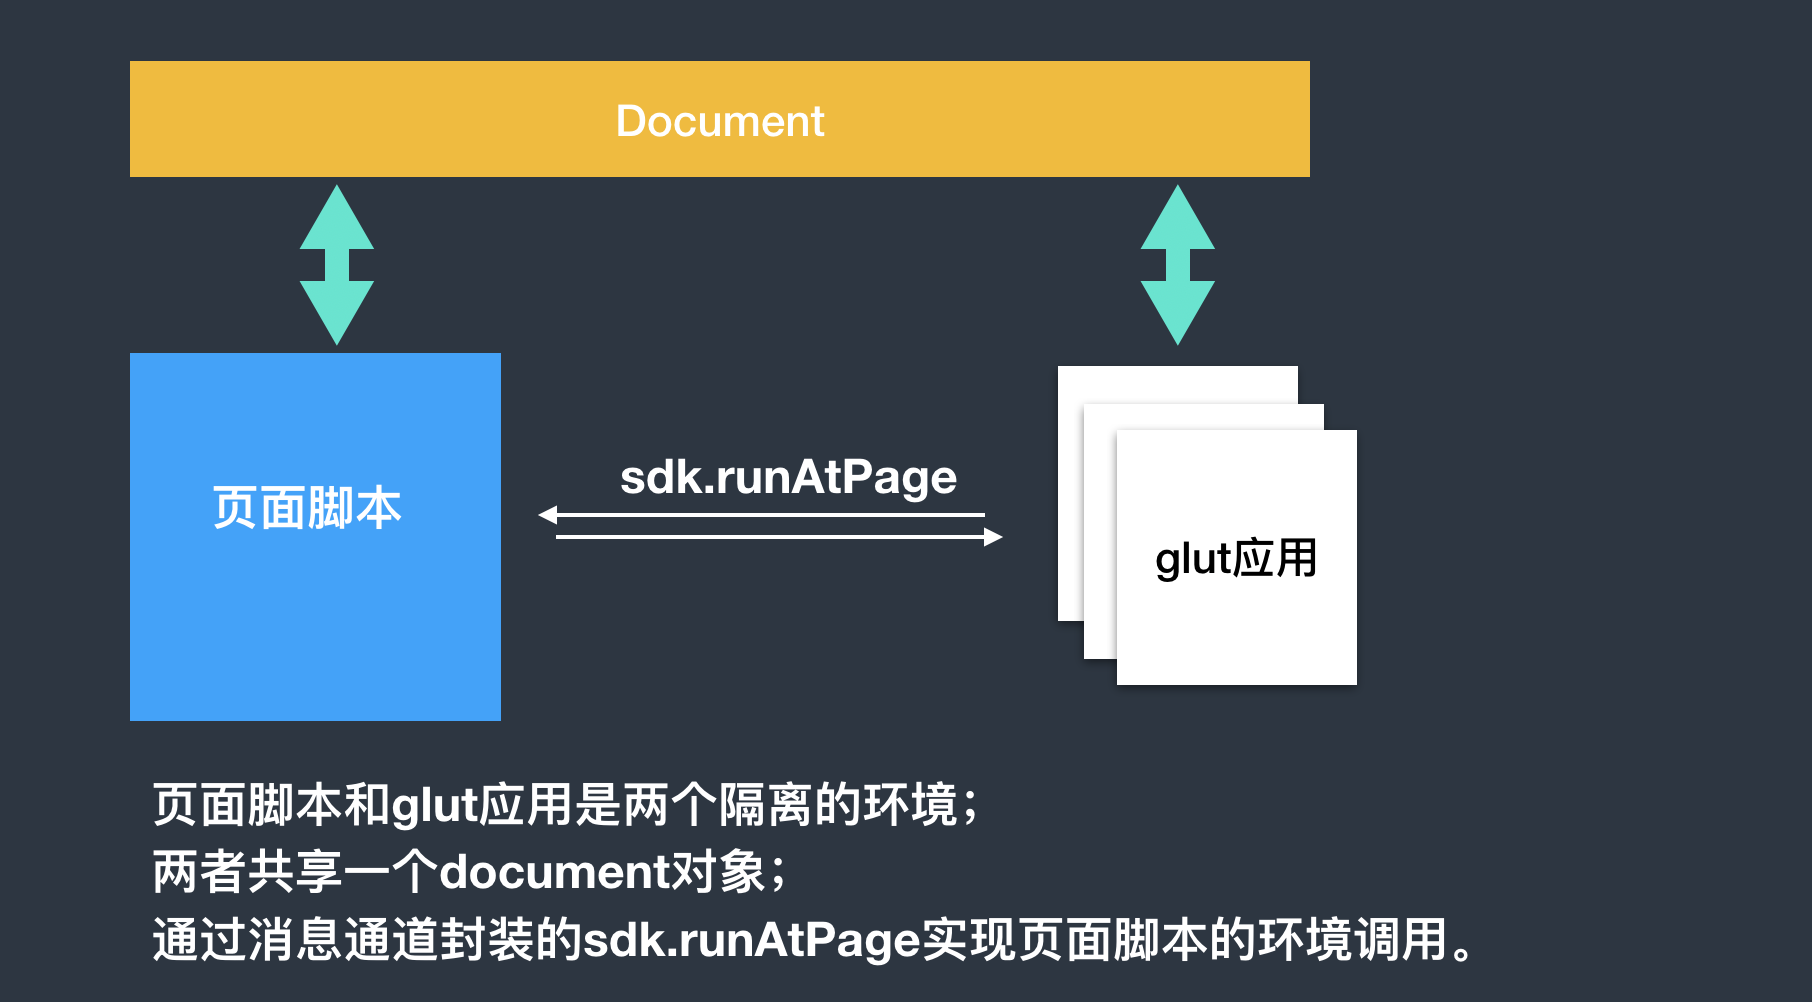 Document
页面脚本
sdk.runAtPage
glut应用
页面脚本和glut应用是两个隔离的环境；
两者共享一个document对象；
通过消息通道封装的sdk.runAtPage实现页面脚本的环境调用。